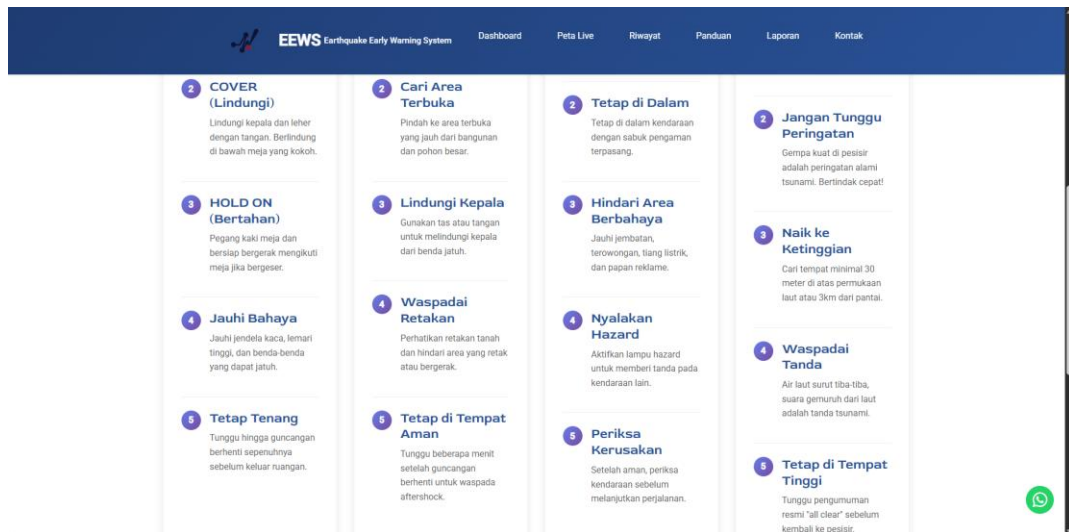 EEWS Earthquake Early Warning System
Dashboard
Peta Live
Riwayat
Panduan
Laporan
Kontak
2
COVER
(Lindungi)
Lindungi kepala dan leher
dengan tangan. Berlindung
di bawah meja yang kokoh.
3
HOLD ON
(Bertahan)
Pegang kaki meja dan
bersiap bergerak mengikuti
meja jika bergeser.
4
Jauhi Bahaya
Jauhi jendela kaca, lemari
tinggi, dan benda-benda
yang dapat jatuh.
5
Tetap Tenang
Tunggu hingga guncangan
berhenti sepenuhnya
sebelum keluar ruangan.
2
Cari Area
Terbuka
Pindah ke area terbuka
yang jauh dari bangunan
dan pohon besar.
3
Lindungi Kepala
Gunakan tas atau tangan
untuk melindungi kepala
dari benda jatuh.
4
Waspadai
Retakan
Perhatikan retakan tanah
dan hindari area yang retak
atau bergerak.
5
Tetap di Tempat
Aman
Tunggu beberapa menit
setelah guncangan
berhenti untuk waspada
aftershock.
2
Tetap di Dalam
Tetap di dalam kendaraan
dengan sabuk pengaman
terpasang.
3
Hindari Area
Berbahaya
Jauhi jembatan,
terowongan, tiang listrik,
dan papan reklame.
4
Nyalakan
Hazard
Aktifkan lampu hazard
untuk memberi tanda pada
kendaraan lain.
5
Periksa
Kerusakan
Setelah aman, periksa
kendaraan sebelum
melanjutkan perjalanan.
2
Jangan Tunggu
Peringatan
Gempa kuat di pesisir
adalah peringatan alami
tsunami. Bertindak cepat!
3
Naik ke
Ketinggian
Cari tempat minimal 30
meter di atas permukaan
laut atau 3km dari pantai.
4
Waspadai
Tanda
Air laut surut tiba-tiba,
suara gemuruh dari laut
adalah tanda tsunami.
5
Tetap di Tempat
Tinggi
Tunggu pengumuman
resmi "all clear" sebelum
kembali ke pesisir.